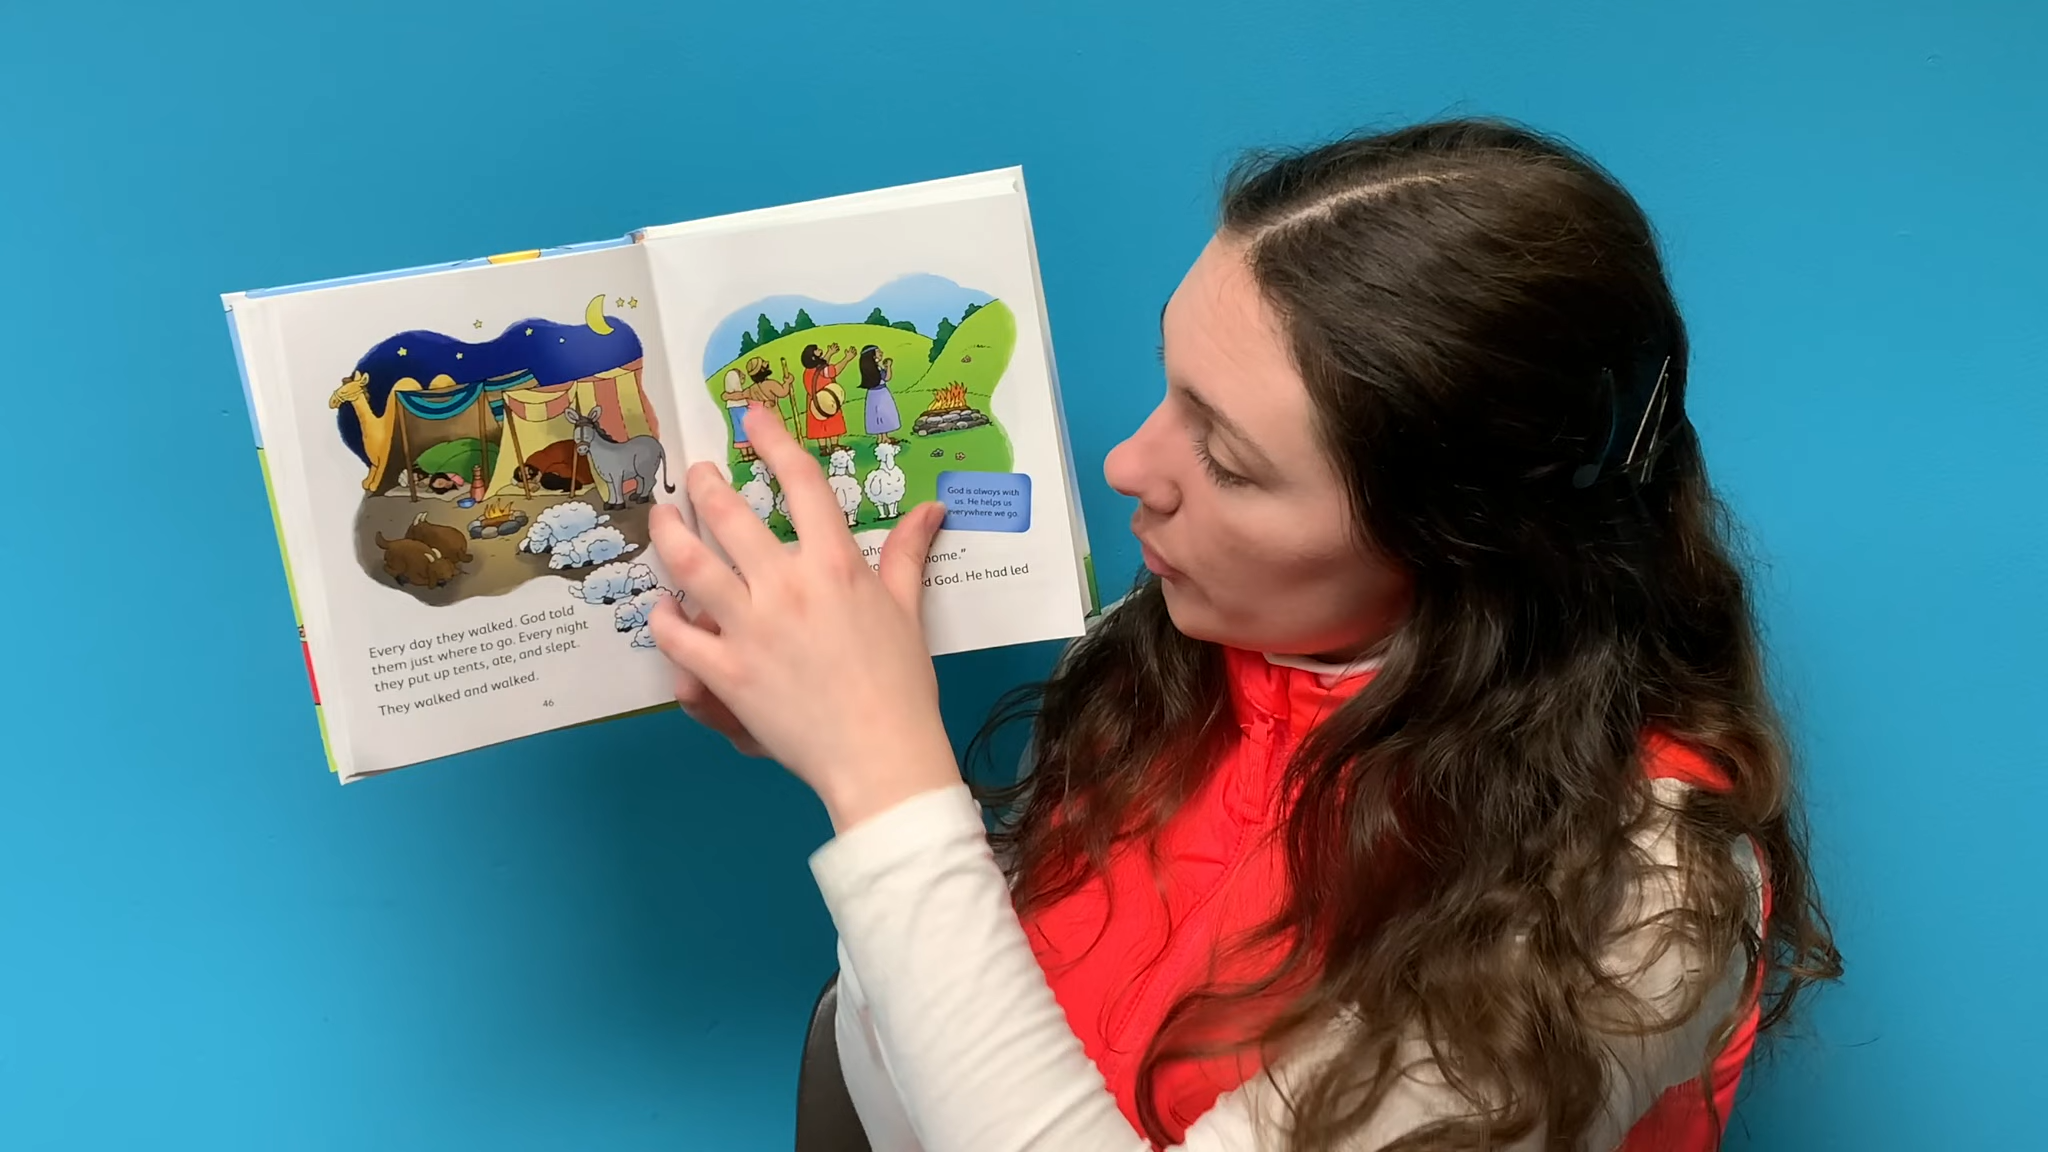 Every day they walked. God told
them just where to go. Every night
they put up tents, ate, and slept.
They walked and walked.
46
God is always with
us. He helps us
everywhere we go.
home."
God. He had led